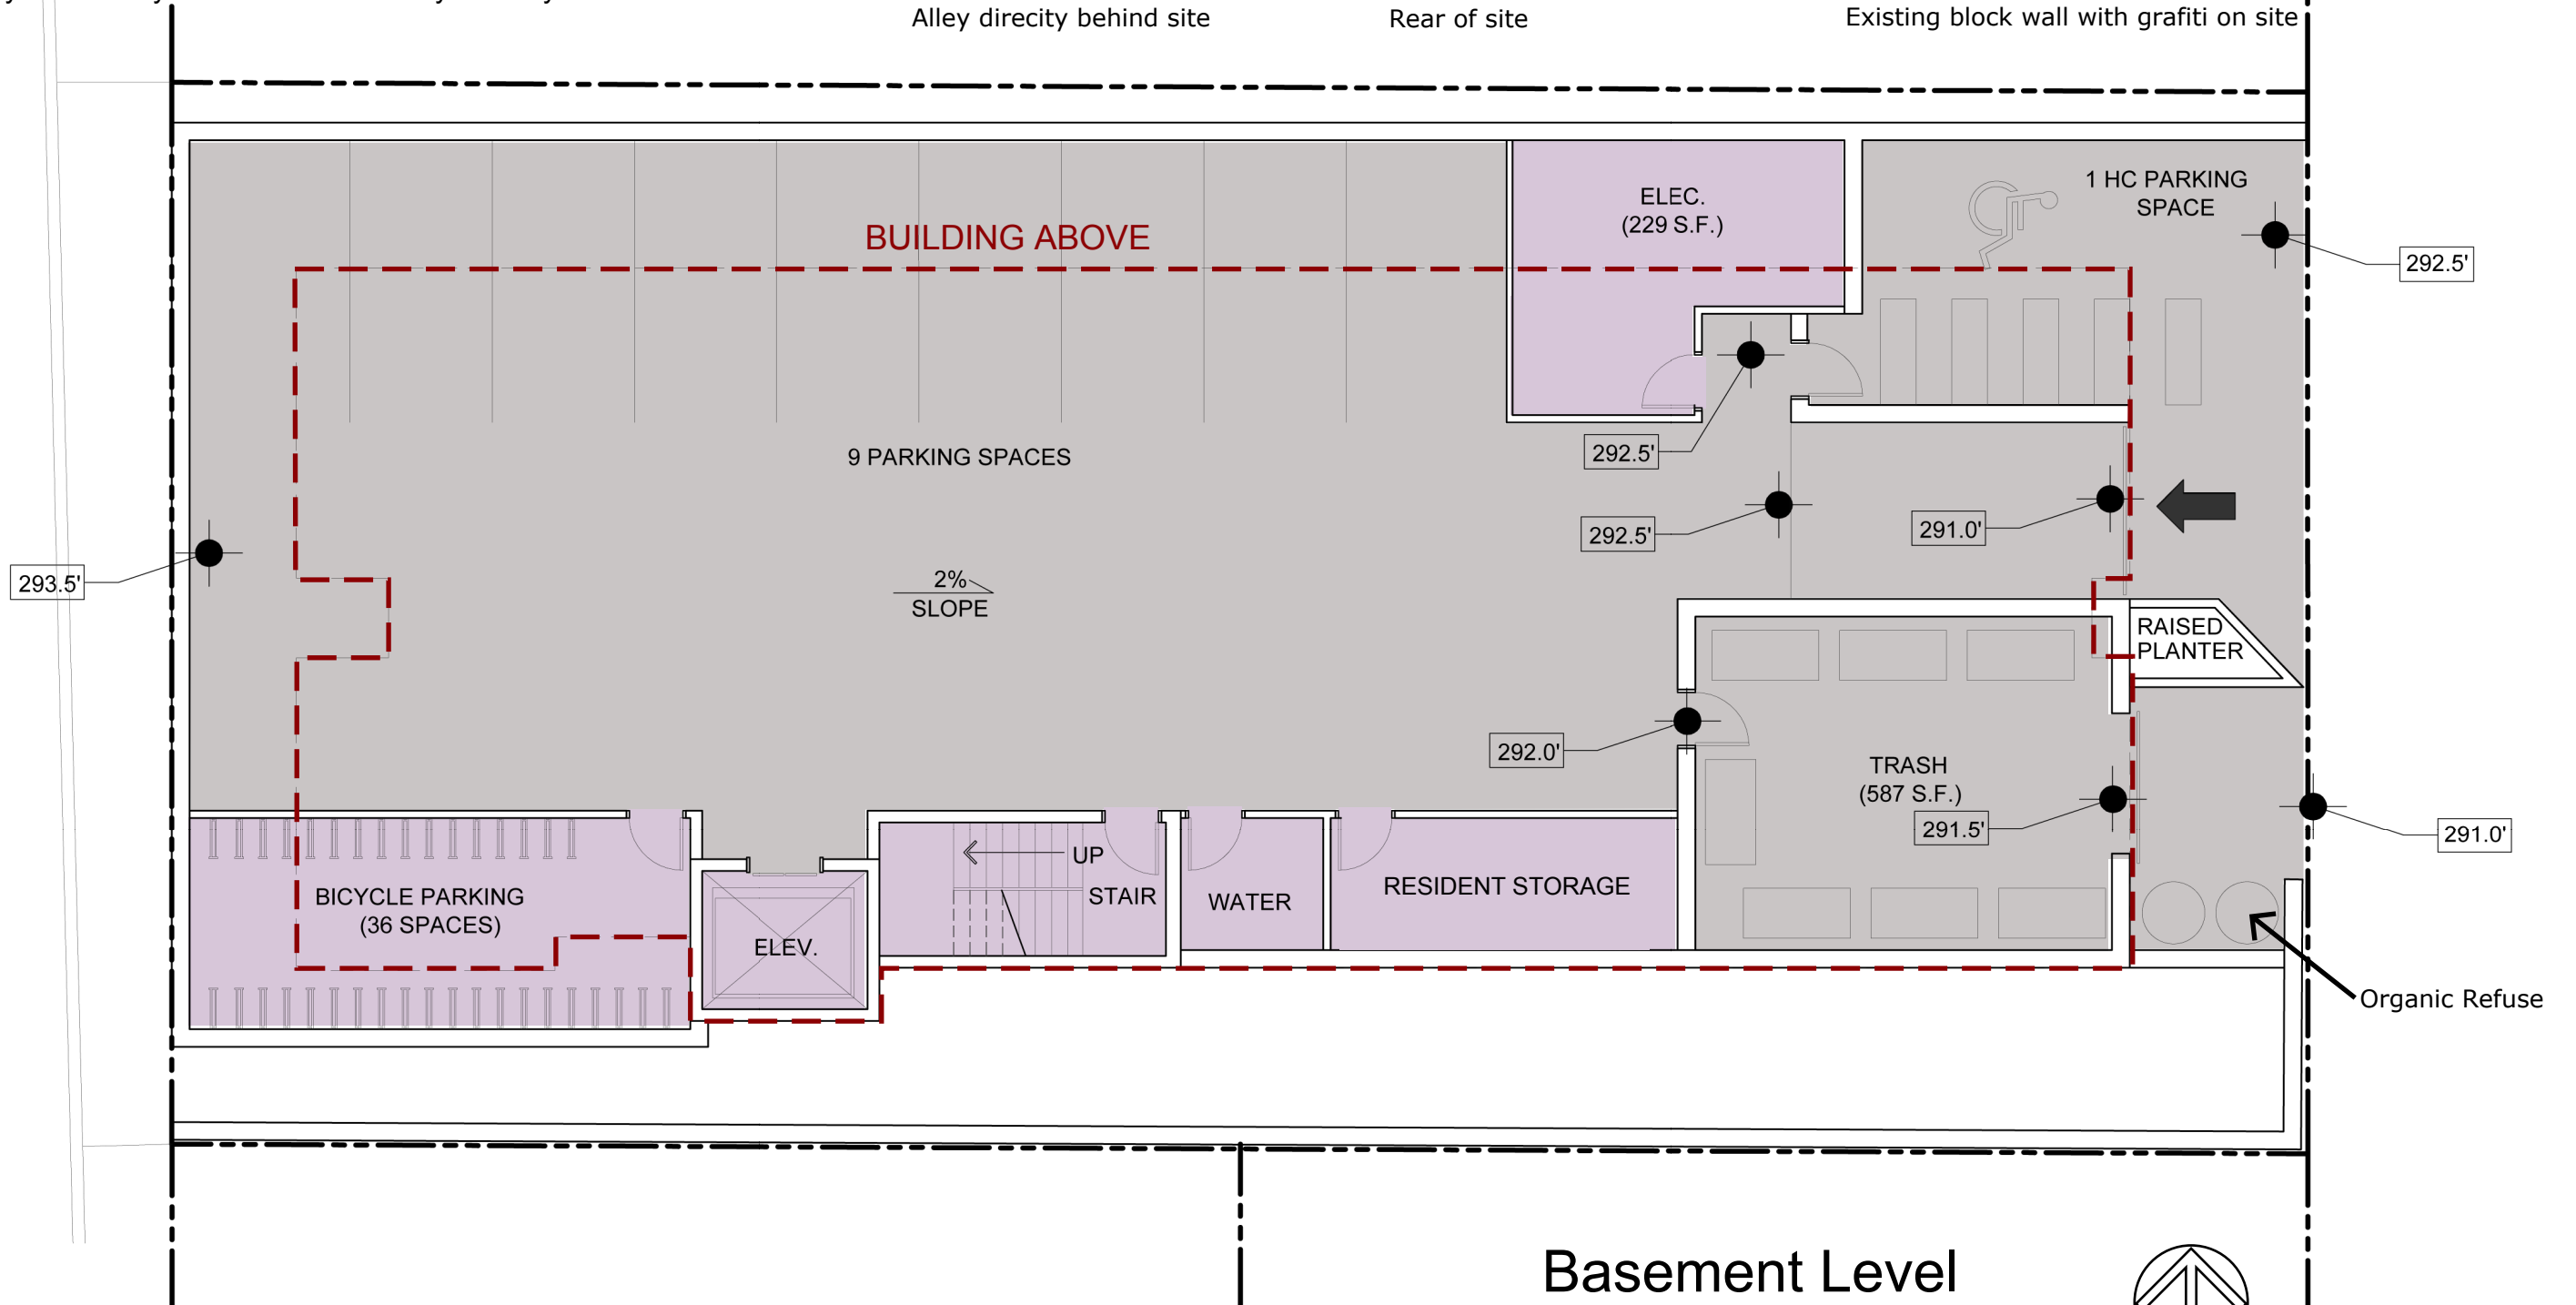 Alley direcity behind site
Rear of site
Existing block wall with grafiti on site
1 HC PARKING
SPACE
ELEC.
(229 S.F.)
BUILDING ABOVE
292.5'
292.5'
9 PARKING SPACES
292.5'
291.0'
293.5'
2%
SLOPE
RAISED
PLANTER
292.0'
TRASH
(587 S.F.)
291.5'
291.0'
UP
STAIR
BICYCLE PARKING
(36 SPACES)
ELEV.
WATER
RESIDENT STORAGE
Organic Refuse
Basement Level